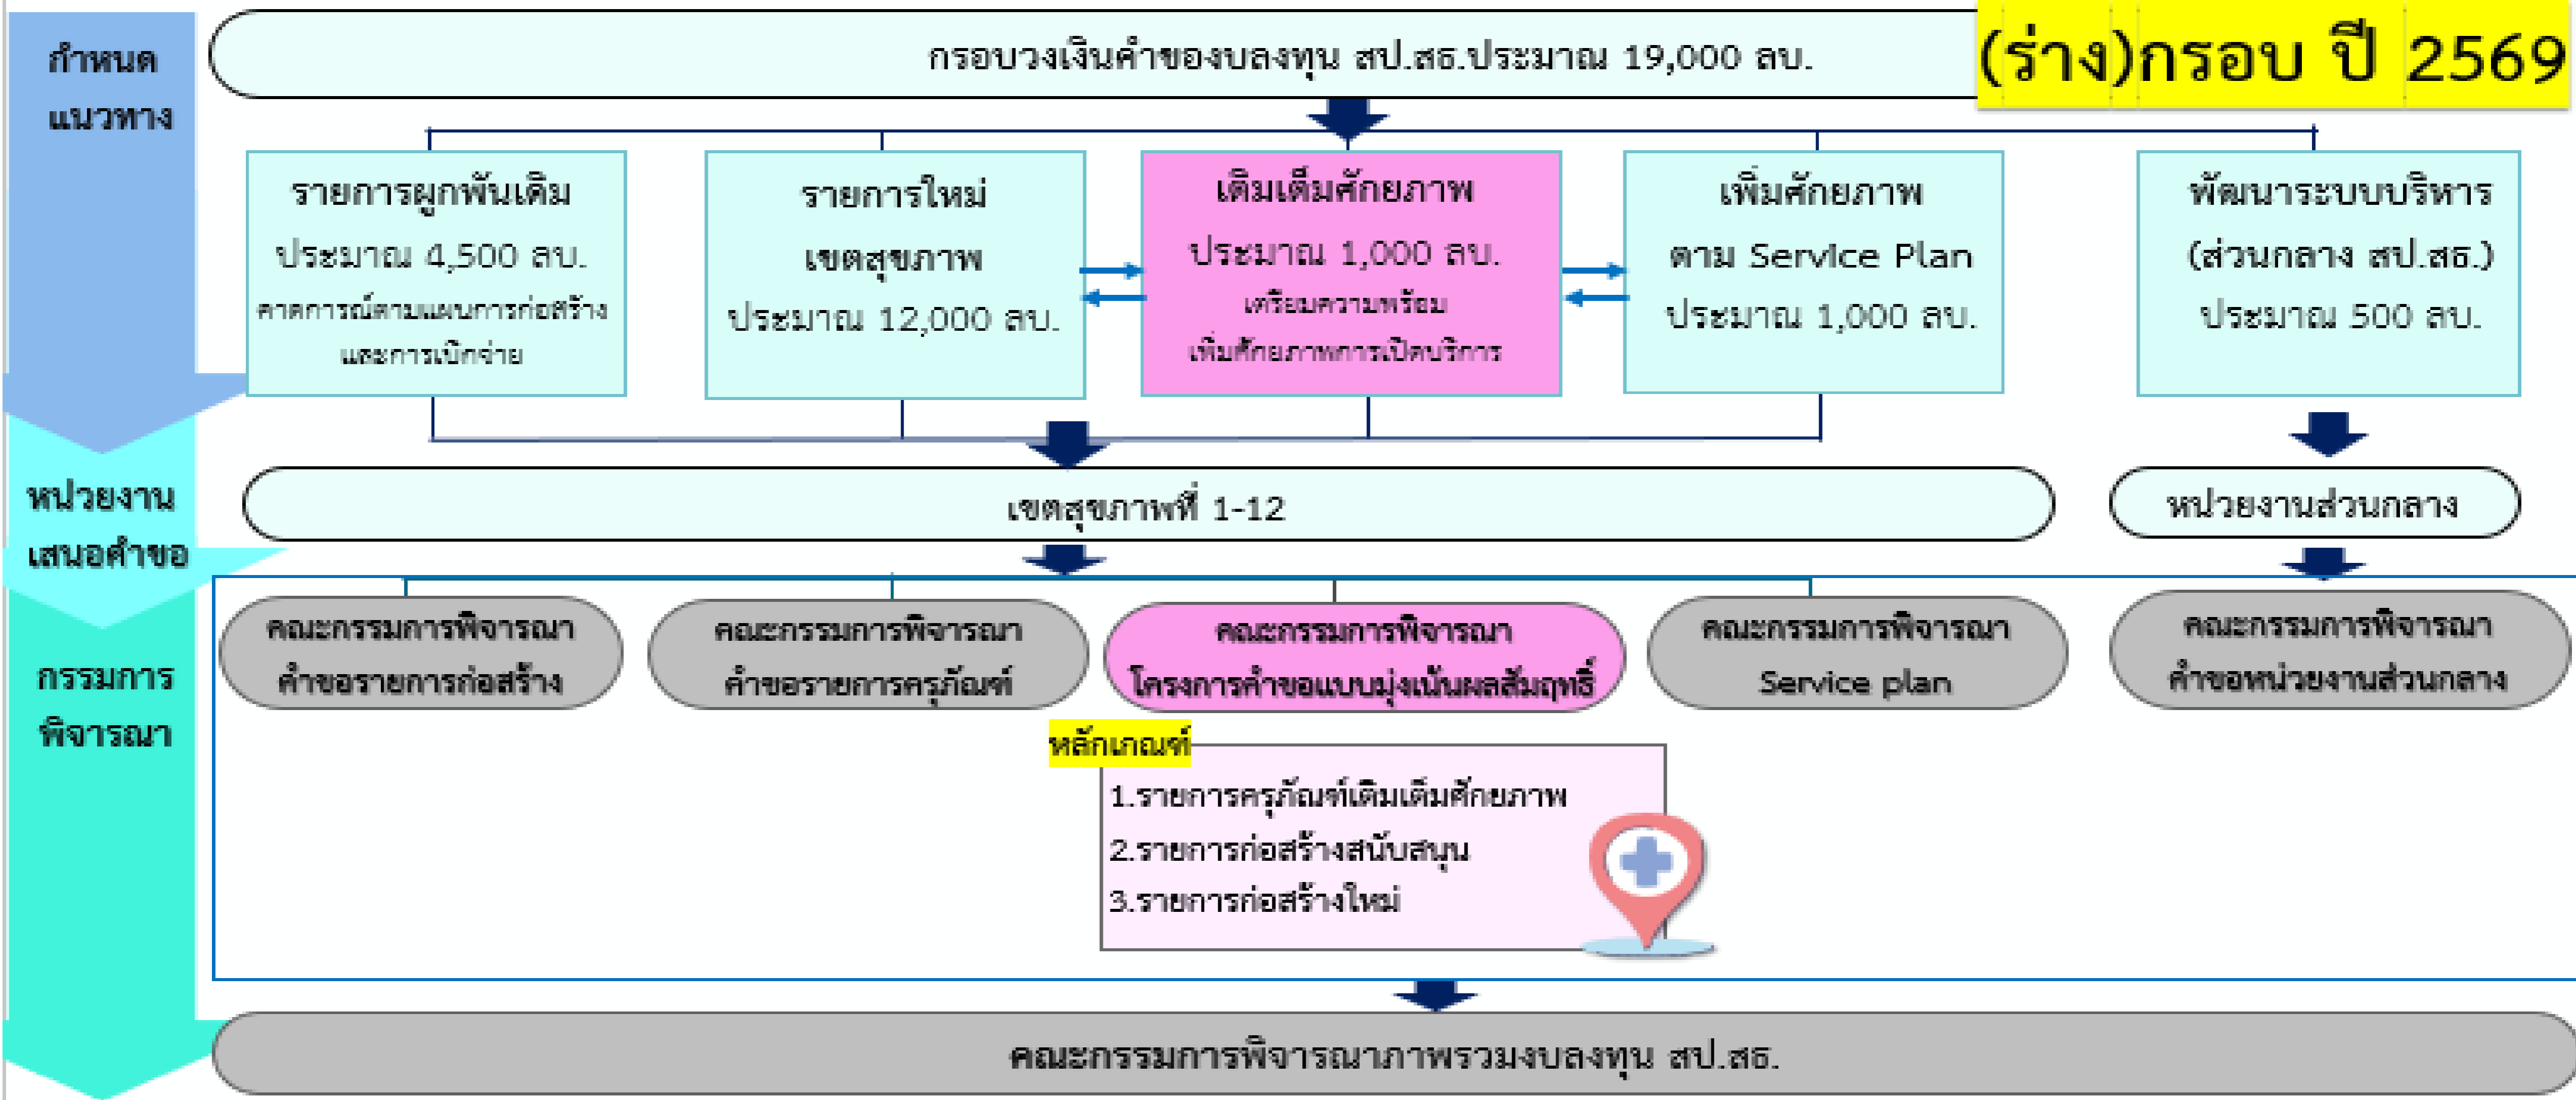 กำหนด
แนวทาง
กรอบวงเงินคำของบลงทุน สป.สธ.ประมาณ 19,000 ลบ.
(ร่าง)กรอบ ปี 2569
รายการผูกพันเดิม
ประมาณ 4,500 ลบ.
คาดการณ์ตามแผนการก่อสร้าง
และการเบิกจ่าย
รายการใหม่
เขตสุขภาพ
ประมาณ 12,000 ลบ.
เติมเต็มศักยภาพ
ประมาณ 1,000 ลบ.
เตรียมความพร้อม
เพิ่มศักยภาพการเปิดบริการ
เพิ่มศักยภาพ
ตาม Service Plan
ประมาณ 1,000 ลบ.
พัฒนาระบบบริหาร
(ส่วนกลาง สป.สธ.)
ประมาณ 500 ลบ.
หน่วยงาน
เสนอคำขอ
เขตสุขภาพที่ 1-12
หน่วยงานส่วนกลาง
กรรมการ
พิจารณา
คณะกรรมการพิจารณา
คำขอรายการก่อสร้าง
คณะกรรมการพิจารณา
คำขอรายการครุภัณฑ์
คณะกรรมการพิจารณา
โครงการคำขอแบบมุ่งเน้นผลสัมฤทธิ์
คณะกรรมการพิจารณา
Service plan
คณะกรรมการพิจารณา
คำขอหน่วยงานส่วนกลาง
หลักเกณฑ์
1.รายการครุภัณฑ์เติมเต็มศักยภาพ
2.รายการก่อสร้างสนับสนุน
3.รายการก่อสร้างใหม่
คณะกรรมการพิจารณาภาพรวมงบลงทุน สป.สธ.